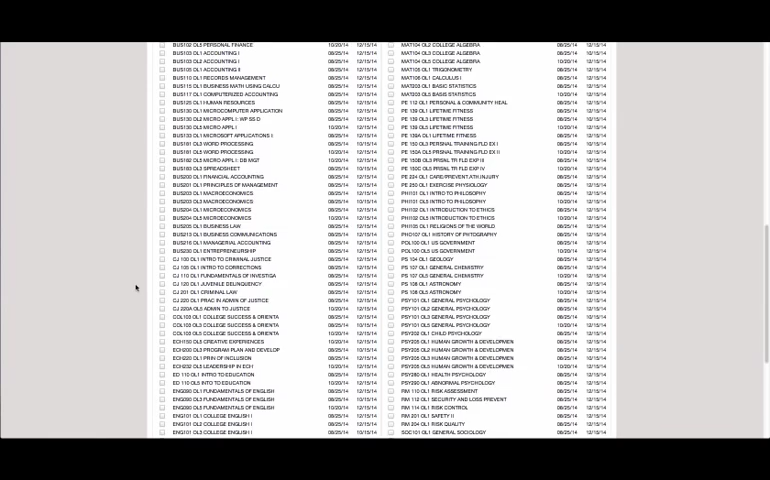 BUS102 OL5 PERSONAL FINANCE 10/20/14 12/15/14
BUS103 OL1 ACCOUNTING I 08/25/14 12/15/14
BUS103 OL2 ACCOUNTING I 08/25/14 12/15/14
BUS105 OL1 ACCOUNTING II 08/25/14 12/15/14
BUS110 OL1 RECORDS MANAGEMENT 08/25/14 12/15/14
BUS115 OL1 BUSINESS MATH USING CALCU 08/25/14 12/15/14
BUS117 OL1 COMPUTERIZED ACCOUNTING 08/25/14 12/15/14
BUS125 OL1 HUMAN RESOURCES 08/25/14 12/15/14
BUS130 OL1 MICROCOMPUTER APPLICATION 08/25/14 12/15/14
BUS130 OL2 MICRO APPL I: WP SS D 08/25/14 12/15/14
BUS130 OL5 MICRO APPL I 10/20/14 12/15/14
BUS133 OL1 MICROSOFT APPLICATIONS II 08/25/14 12/15/14
BUS181 OL3 WORD PROCESSING 08/25/14 10/15/14
BUS181 OL5 WORD PROCESSING 10/20/14 12/15/14
BUS182 OL5 MICRO APPL I: DB MGT 10/20/14 12/15/14
BUS183 OL3 SPREADSHEET 08/25/14 10/15/14
BUS200 OL1 FINANCIAL ACCOUNTING 08/25/14 12/15/14
BUS201 OL1 PRINCIPLES OF MANAGEMENT 08/25/14 12/15/14
BUS203 OL1 MACROECONOMICS 08/25/14 12/15/14
BUS203 OL3 MACROECONOMICS 08/25/14 10/15/14
BUS204 OL1 MICROECONOMICS 08/25/14 12/15/14
BUS204 OL5 MICROECONOMICS 10/20/14 12/15/14
BUS205 OL1 BUSINESS LAW 08/25/14 12/15/14
BUS213 OL1 BUSINESS COMMUNICATIONS 08/25/14 12/15/14
BUS216 OL1 MANAGERIAL ACCOUNTING 08/25/14 12/15/14
BUS230 OL1 ENTREPRENEURSHIP 08/25/14 12/15/14
CJ 100 OL1 INTRO TO CRIMINAL JUSTICE 08/25/14 12/15/14
CJ 105 OL1 INTRO TO CORRECTIONS 08/25/14 12/15/14
CJ 110 OL1 FUNDAMENTALS OF INVESTIGA 08/25/14 12/15/14
CJ 120 OL1 JUVENILE DELINQUENCY 08/25/14 12/15/14
CJ 201 OL1 CRIMINAL LAW 08/25/14 12/15/14
CJ 220 OL1 PRAC IN ADMIN OF JUSTICE 08/25/14 12/15/14
CJ 220A OL5 ADMIN TO JUSTICE 10/20/14 12/15/14
COL103 OL1 COLLEGE SUCCESS & ORIENTA 08/25/14 12/15/14
COL103 OL3 COLLEGE SUCCESS & ORIENTA 08/25/14 10/15/14
COL103 OL5 COLLEGE SUCCESS & ORIENTA 10/20/14 12/15/14
ECH150 OL5 CREATIVE EXPERIENCES 10/20/14 12/15/14
ECH200 OL3 PROGRAM PLAN AND DEVELOP 08/25/14 10/15/14
ECH220 OL1 PRIN OF INCLUSION 08/25/14 12/15/14
ECH232 OL5 LEADERSHIP IN ECH 10/20/14 12/15/14
ED 110 OL1 INTRO TO EDUCATION 08/25/14 12/15/14
ED 110 OL5 INTO TO EDUCATION 10/20/14 12/15/14
ENG090 OL1 FUNDAMENTALS OF ENGLISH 08/25/14 12/15/14
ENG090 OL3 FUNDAMENTALS OF ENGLISH 08/25/14 10/15/14
ENG090 OL5 FUNDAMENTALS OF ENGLISH 10/20/14 12/15/14
ENG101 OL1 COLLEGE ENGLISH I 08/25/14 12/15/14
ENG101 OL2 COLLEGE ENGLISH I 08/25/14 12/15/14
ENG101 OL3 COLLEGE ENGLISH I 08/25/14 10/15/14
MAT104 OL2 COLLEGE ALGEBRA 08/25/14 12/15/14
MAT104 OL3 COLLEGE ALGEBRA 08/25/14 10/15/14
MAT104 OL5 COLLEGE ALGEBRA 10/20/14 12/15/14
MAT105 OL1 TRIGONOMETRY 08/25/14 12/15/14
MAT106 OL1 CALCULUS I 08/25/14 12/15/14
MAT203 OL1 BASIC STATISTICS 08/25/14 12/15/14
MAT203 OL5 BASIS STATISTICS 10/20/14 12/15/14
PE 112 OL1 PERSONAL & COMMUNITY HEAL 08/25/14 12/15/14
PE 139 OL1 LIFETIME FITNESS 08/25/14 12/15/14
PE 139 OL3 LIFETIME FITNESS 08/25/14 10/15/14
PE 139 OL5 LIFETIME FITNESS 10/20/14 12/15/14
PE 139A OL1 LIFETIME FITNESS 08/25/14 12/15/14
PE 150 OL3 PERSNAL TRAINING FLD EX I 08/25/14 10/15/14
PE 150A OL5 PRSNAL TRAINING FLD EX II 10/20/14 12/15/14
PE 150B OL3 PRSNL TR FLD EXP III 08/25/14 10/15/14
PE 150C OL5 PRSNL TR FLD EXP IV 10/20/14 12/15/14
PE 224 OL1 CARE/PREVENT ATH INJURY 08/25/14 12/15/14
PE 250 OL1 EXERCISE PHYSIOLOGY 08/25/14 12/15/14
PHI101 OL1 INTRO TO PHILOSOPHY 08/25/14 12/15/14
PHI101 OL5 INTRO TO PHILOSOPHY 10/20/14 12/15/14
PHI102 OL1 INTRODUCTION TO ETHICS 08/25/14 12/15/14
PHI102 OL5 INTRODUCTION TO ETHICS 10/20/14 12/15/14
PHI105 OL1 RELIGIONS OF THE WORLD 08/25/14 12/15/14
PHO107 OL1 HISTORY OF PHTOGRAPHY 08/25/14 12/15/14
POL100 OL1 US GOVERNMENT 08/25/14 12/15/14
POL100 OL5 US GOVERNMENT 10/20/14 12/15/14
PS 104 OL1 GEOLOGY 08/25/14 12/15/14
PS 107 OL1 GENERAL CHEMISTRY 08/25/14 12/15/14
PS 107 OL5 GENERAL CHEMISTRY 10/20/14 12/15/14
PS 108 OL1 ASTRONOMY 08/25/14 12/15/14
PS 108 OL5 ASTRONOMY 10/20/14 12/15/14
PSY101 OL1 GENERAL PSYCHOLOGY 08/25/14 12/15/14
PSY101 OL2 GENERAL PSYCHOLOGY 08/25/14 12/15/14
PSY101 OL3 GENERAL PSYCHOLOGY 08/25/14 10/15/14
PSY101 OL5 GENERAL PSYCHOLOGY 10/20/14 12/15/14
PSY202 OL1 CHILD PSYCHOLOGY 08/25/14 12/15/14
PSY205 OL1 HUMAN GROWTH & DEVELOPMEN 08/25/14 12/15/14
PSY205 OL2 HUMAN GROWTH & DEVELOPMEN 08/25/14 12/15/14
PSY205 OL3 HUMAN GROWTH & DEVELOPMEN 08/25/14 10/15/14
PSY205 OL5 HUMAN GROWTH & DEVELOPMEN 10/20/14 12/15/14
PSY280 OL1 HEALTH PSYCHOLOGY 08/25/14 12/15/14
PSY290 OL1 ABNORMAL PSYCHOLOGY 08/25/14 12/15/14
RM 110 OL1 RISK ASSESSMENT 08/25/14 12/15/14
RM 112 OL1 SECURITY AND LOSS PREVENT 08/25/14 12/15/14
RM 114 OL1 RISK CONTROL 08/25/14 12/15/14
RM 201 OL1 SAFETY II 08/25/14 12/15/14
RM 204 OL1 RISK QUALITY 08/25/14 12/15/14
SOC101 OL1 GENERAL SOCIOLOGY 08/25/14 12/15/14